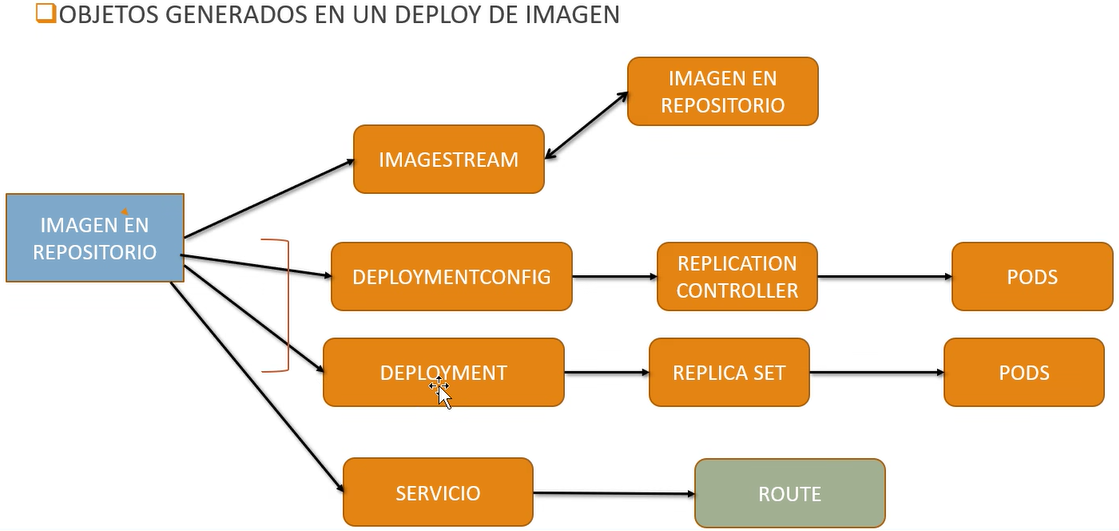 OBJETOS GENERADOS EN UN DEPLOY DE IMAGEN
IMAGEN EN
REPOSITORIO
IMAGESTREAM
IMAGEN EN
REPOSITORIO
DEPLOYMENTCONFIG
REPLICATION
CONTROLLER
PODS
DEPLOYMENT
REPLICA SET
PODS
SERVICIO
ROUTE